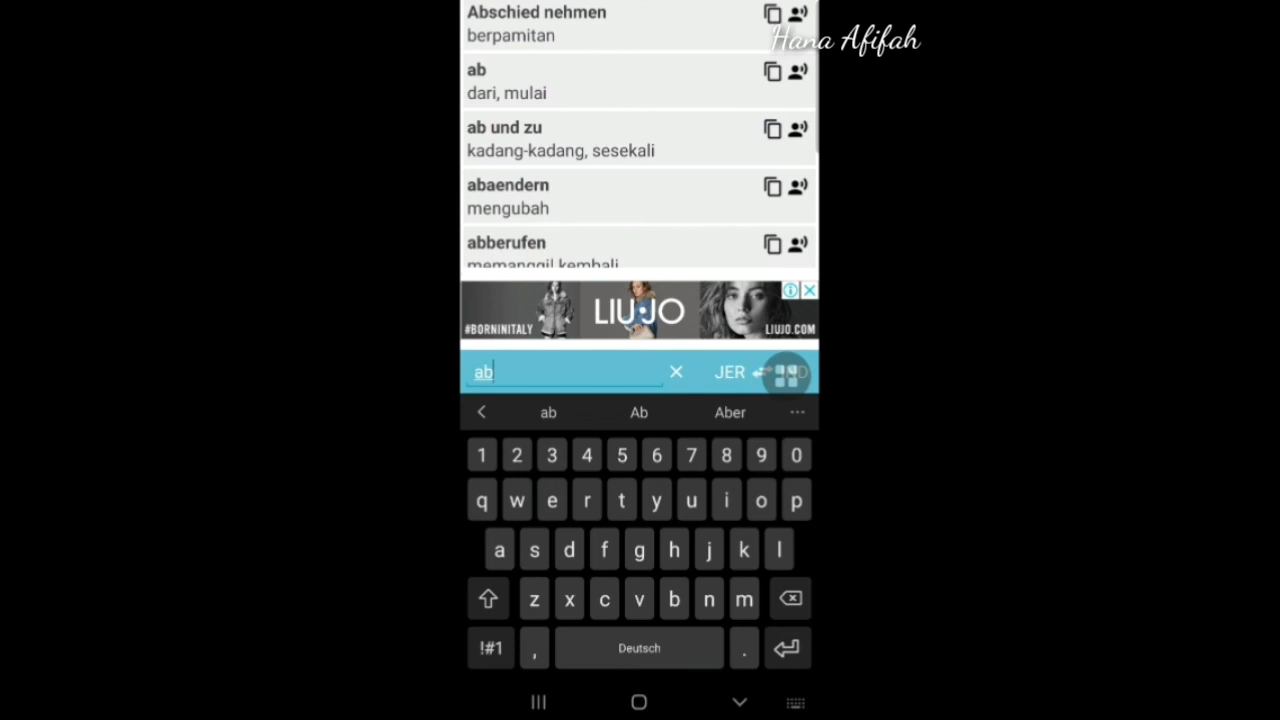 Abschied nehmen
berpamitan
Hana Afifah
ab
dari, mulai
ab und zu
kadang-kadang, sesekali
abaendern
mengubah
abberufen
memanggil kembali
LIU•JO
#BORNINITALY
LIUJO.COM
ab
JER
ab Ab Aber
1 2 3 4 5 6 7 8 9 0
q w e r t y u i o p
a s d f g h j k l
z x c v b n m
!#1 , Deutsch .